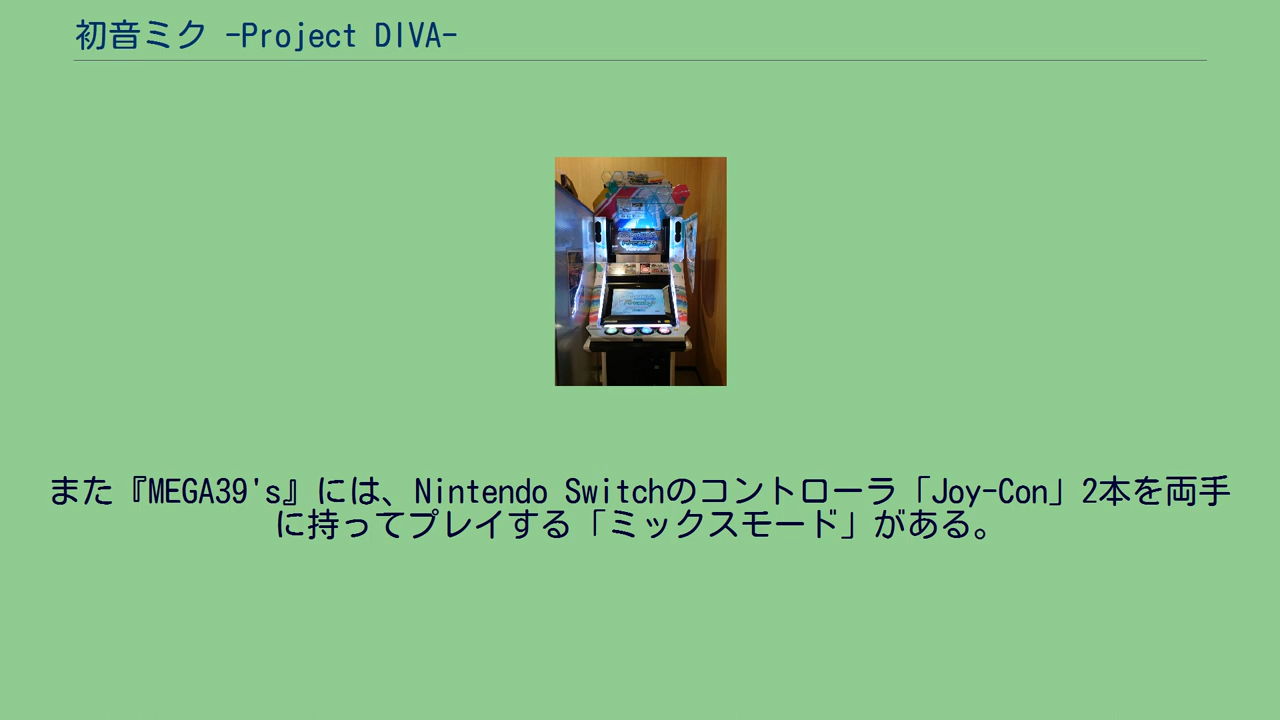 初音ミク -Project DIVA-
また『MEGA39's』には、Nintendo Switchのコントローラ「Joy-Con」2本を両手
に持ってプレイする「ミックスモード」がある。